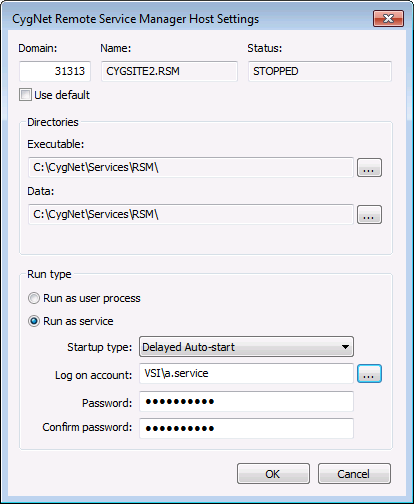 CygNet Remote Service Manager Host Settings
Domain: Name: Status:
31313 CYGSITE2.RSM STOPPED
Use default
Directories
Executable:
C:\CygNet\Services\RSM\ ...
Data:
C:\CygNet\Services\RSM\ ...
Run type
Run as user process
Run as service
Startup type: Delayed Auto-start
Log on account: VSI\a.service ...
Password: ●●●●●●●●●●
Confirm password: ●●●●●●●●●●
OK Cancel